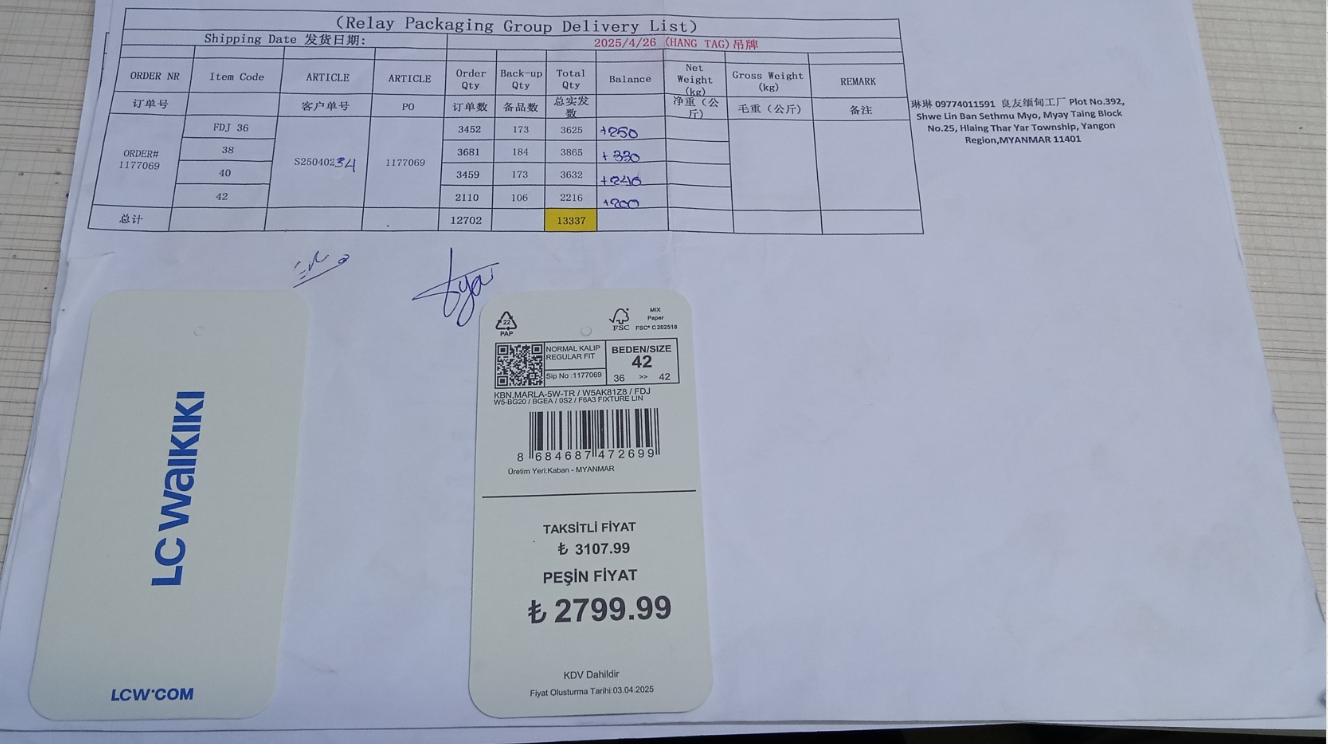 (Relay Packaging Group Delivery List)
Shipping Date 发货日期: 2025/4/26 (HANG TAG)吊牌
ORDER NR Item Code ARTICLE ARTICLE Order Qty Back-up Qty Total Qty Balance Net Weight (kg) Gross Weight (kg) REMARK
订单号 客户单号 PO 订单数 备品数 总实发数 净重(公斤) 毛重(公斤) 备注
ORDER# 1177069 FDJ 36 S25040234 1177069 3452 173 3625 +250
38 3681 184 3865 +330
40 3459 173 3632 +240
42 2110 106 2216 +200
总计 12702 13337
琳琳 09774011591 良友缅甸工厂 Plot No.392,
Shwe Lin Ban Sethmu Myo, Myay Taing Block
No.25, Hlaing Thar Yar Township, Yangon
Region,MYANMAR 11401
LC WAIKIKI
LCW.COM
22
PAP
FSC
MIX
Paper
FSC® C282518
NORMAL KALIP
REGULAR FIT
Sip No :1177069
BEDEN/SIZE
42
36 >> 42
KBN.MARLA-5W-TR / W5AK81Z8 / FDJ
W5-BG20 / BGEA / 0S2 / F6A3 FIXTURE LIN
8 684687 472699
Üretim Yeri:Kaban - MYANMAR
TAKSİTLİ FİYAT
₺ 3107.99
PEŞİN FİYAT
₺ 2799.99
KDV Dahildir
Fiyat Olusturma Tarihi:03.04.2025